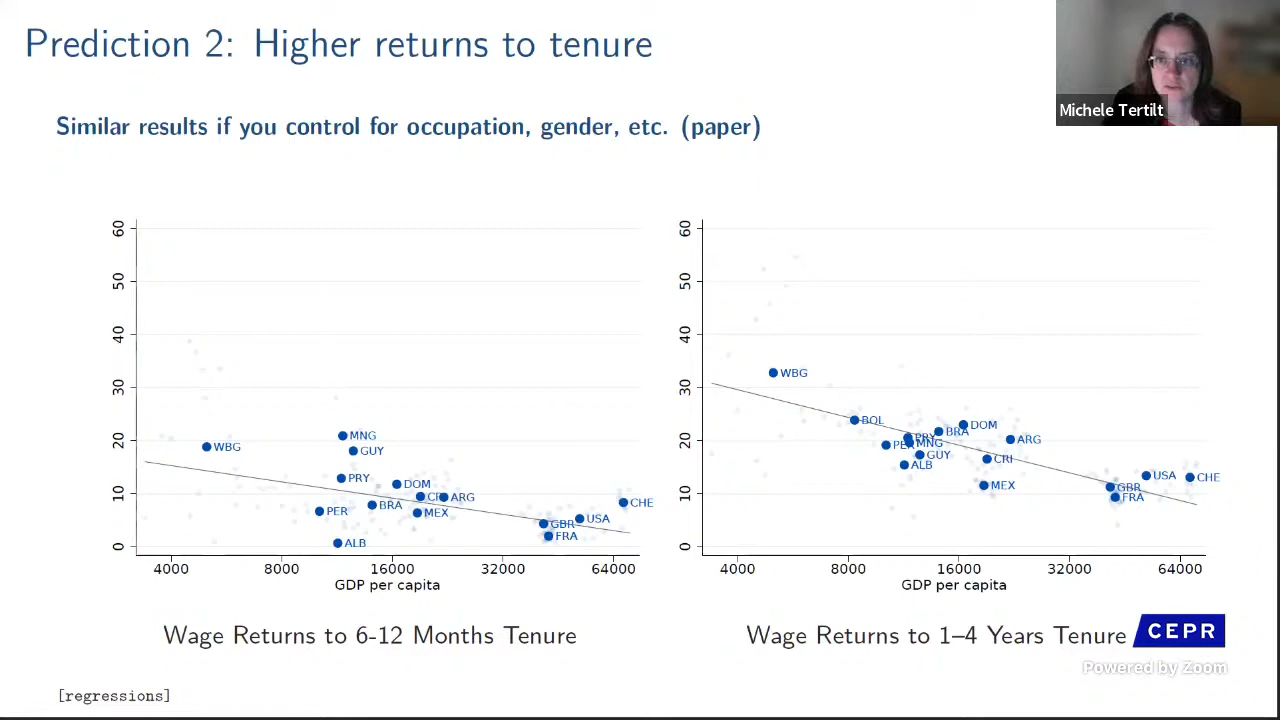 Prediction 2: Higher returns to tenure
Michele Tertilt
Similar results if you control for occupation, gender, etc. (paper)
60
50
40
30
20
10
0
WBG
MNG
GUY
PRY
DOM
PER
BRA
ARG
MEX
ALB
GBR
FRA
USA
CHE
4000 8000 16000 32000 64000
GDP per capita
Wage Returns to 6-12 Months Tenure
60
50
40
30
20
10
0
WBG
BOL
DOM
BRA
PRY
MNG
ARG
GUY
ALB
CRI
MEX
USA
CHE
GBR
FRA
4000 8000 16000 32000 64000
GDP per capita
Wage Returns to 1–4 Years Tenure
CEPR
Powered by Zoom
[regressions]